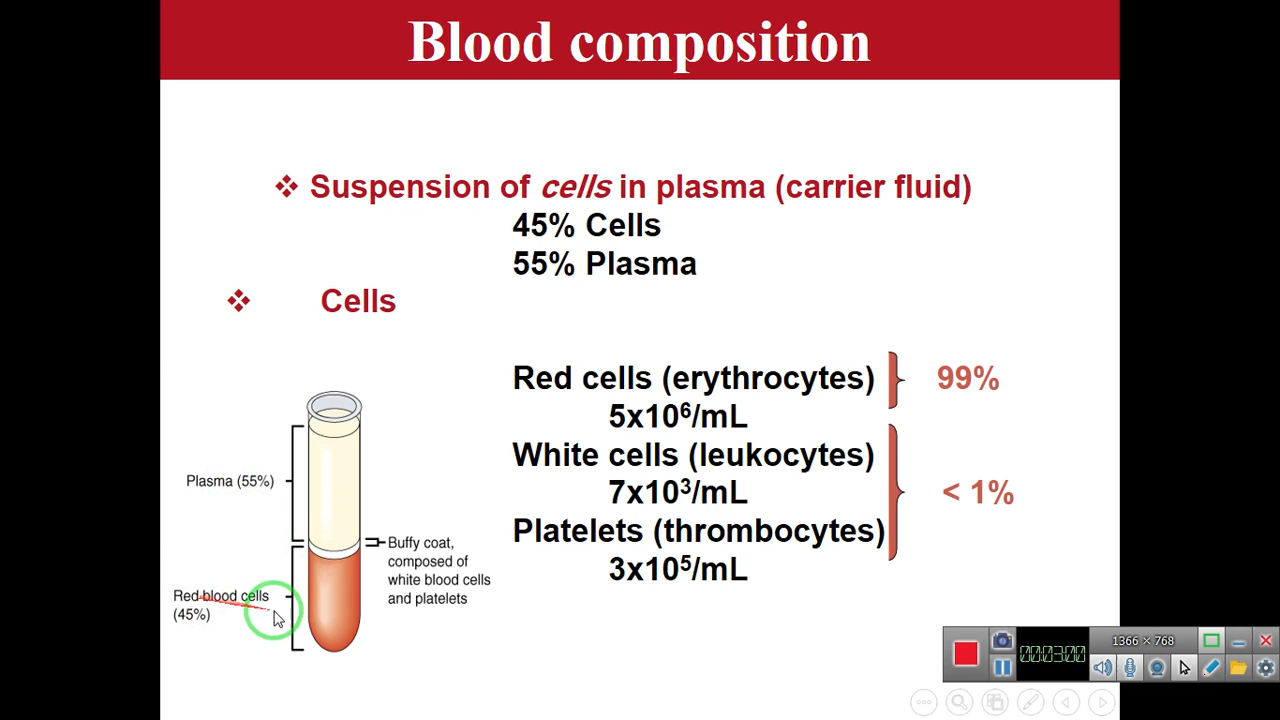 Blood composition
❖ Suspension of cells in plasma (carrier fluid)
45% Cells
55% Plasma
❖ Cells
Red cells (erythrocytes)
99%
5x10⁶/mL
White cells (leukocytes)
7x10³/mL
< 1%
Platelets (thrombocytes)
3x10⁵/mL
Plasma (55%)
Buffy coat,
composed of
white blood cells
and platelets
Red blood cells
(45%)
1366 × 768
00:03:00